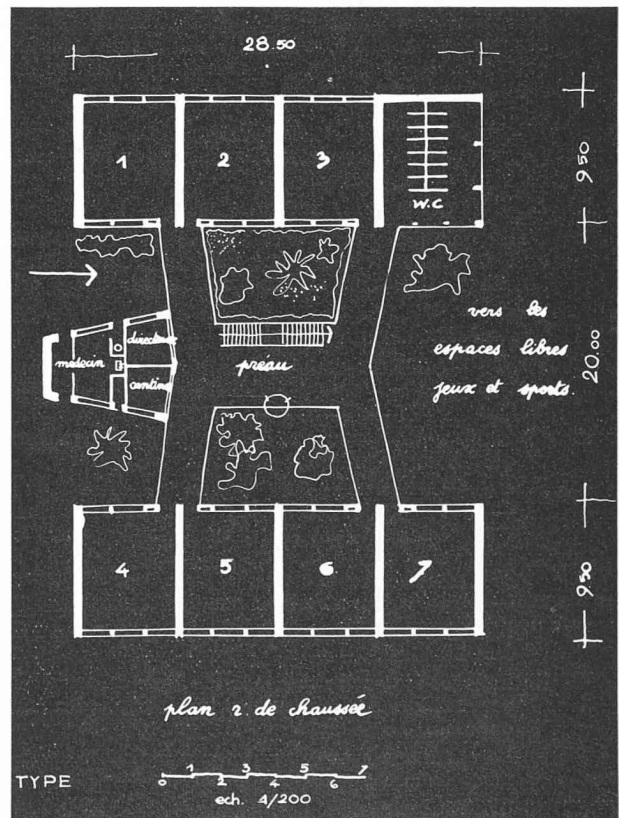 28.50
1
2
3
W.C
9.50
directeur
medecin
cantine
préau
vers les
espaces libres
jeux et sports.
20.00
4
5
6
7
9.50
plan r. de chaussée
TYPE
0 1 2 3 4 5 6 7
ech. 1/200